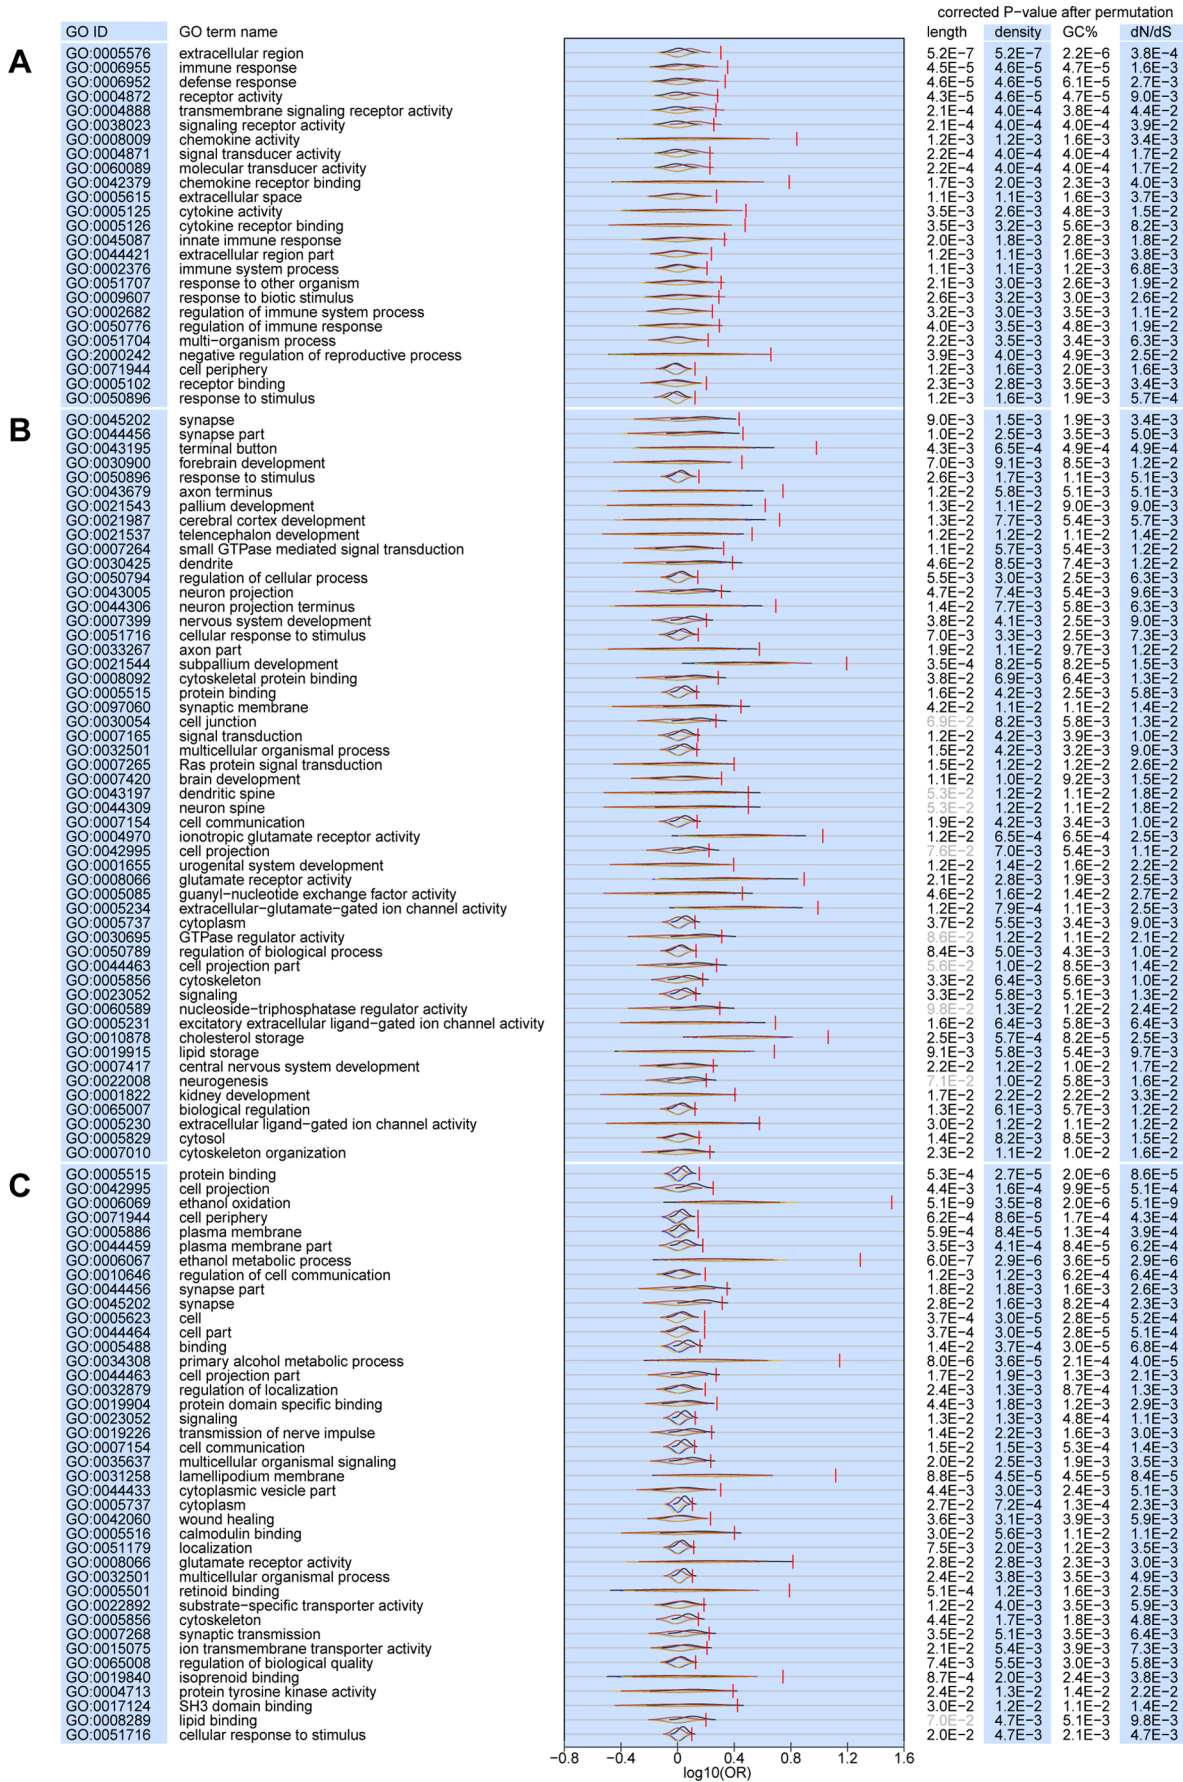 corrected P−value after permutation
GO ID GO term name length density GC% dN/dS
A
GO:0005576 extracellular region 5.2E−7 5.2E−7 2.2E−6 3.8E−4
GO:0006955 immune response 4.5E−5 4.6E−5 4.7E−5 1.6E−3
GO:0006952 defense response 4.6E−5 4.6E−5 6.1E−5 2.7E−3
GO:0004872 receptor activity 4.3E−5 4.6E−5 4.7E−5 9.0E−3
GO:0004888 transmembrane signaling receptor activity 2.1E−4 4.0E−4 3.8E−4 4.4E−2
GO:0038023 signaling receptor activity 2.1E−4 4.0E−4 4.0E−4 3.9E−2
GO:0008009 chemokine activity 1.2E−3 1.2E−3 1.6E−3 3.4E−3
GO:0004871 signal transducer activity 2.2E−4 4.0E−4 4.0E−4 1.7E−2
GO:0060089 molecular transducer activity 2.2E−4 4.0E−4 4.0E−4 1.7E−2
GO:0042379 chemokine receptor binding 1.7E−3 2.0E−3 2.3E−3 4.0E−3
GO:0005615 extracellular space 1.1E−3 1.1E−3 1.6E−3 3.7E−3
GO:0005125 cytokine activity 3.5E−3 2.6E−3 4.8E−3 1.5E−2
GO:0005126 cytokine receptor binding 3.5E−3 3.2E−3 5.6E−3 8.2E−3
GO:0045087 innate immune response 2.0E−3 1.8E−3 2.8E−3 1.8E−2
GO:0044421 extracellular region part 1.2E−3 1.1E−3 1.6E−3 3.8E−3
GO:0002376 immune system process 1.1E−3 1.1E−3 1.2E−3 6.8E−3
GO:0051707 response to other organism 2.1E−3 3.0E−3 2.6E−3 1.9E−2
GO:0009607 response to biotic stimulus 2.6E−3 3.2E−3 3.0E−3 2.6E−2
GO:0002682 regulation of immune system process 3.2E−3 3.0E−3 3.5E−3 1.1E−2
GO:0050776 regulation of immune response 4.0E−3 3.5E−3 4.8E−3 1.9E−2
GO:0051704 multi−organism process 2.2E−3 3.5E−3 3.4E−3 6.3E−3
GO:2000242 negative regulation of reproductive process 3.9E−3 4.0E−3 4.9E−3 2.5E−2
GO:0071944 cell periphery 1.2E−3 1.6E−3 2.0E−3 1.6E−3
GO:0005102 receptor binding 2.3E−3 2.8E−3 3.5E−3 3.4E−3
GO:0050896 response to stimulus 1.2E−3 1.6E−3 1.9E−3 5.7E−4
B
GO:0045202 synapse 9.0E−3 1.5E−3 1.9E−3 3.4E−3
GO:0044456 synapse part 1.0E−2 2.5E−3 3.5E−3 5.0E−3
GO:0043195 terminal button 4.3E−3 6.5E−4 4.9E−4 4.9E−4
GO:0030900 forebrain development 7.0E−3 9.1E−3 8.5E−3 1.2E−2
GO:0050896 response to stimulus 2.6E−3 1.7E−3 1.1E−3 5.1E−3
GO:0043679 axon terminus 1.2E−2 5.8E−3 5.1E−3 5.1E−3
GO:0021543 pallium development 1.3E−2 1.1E−2 9.0E−3 9.0E−3
GO:0021987 cerebral cortex development 1.3E−2 7.7E−3 5.4E−3 5.7E−3
GO:0021537 telencephalon development 1.2E−2 1.2E−2 1.1E−2 1.4E−2
GO:0007264 small GTPase mediated signal transduction 1.1E−2 5.7E−3 5.4E−3 1.2E−2
GO:0030425 dendrite 4.6E−2 8.5E−3 7.4E−3 1.2E−2
GO:0050794 regulation of cellular process 5.5E−3 3.0E−3 2.5E−3 6.3E−3
GO:0043005 neuron projection 4.7E−2 7.4E−3 5.4E−3 9.6E−3
GO:0044306 neuron projection terminus 1.4E−2 7.7E−3 5.8E−3 6.3E−3
GO:0007399 nervous system development 3.8E−2 4.1E−3 2.5E−3 9.0E−3
GO:0051716 cellular response to stimulus 7.0E−3 3.3E−3 2.5E−3 7.3E−3
GO:0033267 axon part 1.9E−2 1.1E−2 9.7E−3 1.2E−2
GO:0021544 subpallium development 3.5E−4 8.2E−5 8.2E−5 1.5E−3
GO:0008092 cytoskeletal protein binding 3.8E−2 6.9E−3 6.4E−3 1.3E−2
GO:0005515 protein binding 1.6E−2 4.2E−3 2.5E−3 5.8E−3
GO:0097060 synaptic membrane 4.2E−2 1.1E−2 1.1E−2 1.4E−2
GO:0030054 cell junction 6.9E−2 8.2E−3 5.8E−3 1.3E−2
GO:0007165 signal transduction 1.2E−2 4.2E−3 3.9E−3 1.0E−2
GO:0032501 multicellular organismal process 1.5E−2 4.2E−3 3.2E−3 9.0E−3
GO:0007265 Ras protein signal transduction 1.5E−2 1.2E−2 1.2E−2 2.6E−2
GO:0007420 brain development 1.1E−2 1.0E−2 9.2E−3 1.5E−2
GO:0043197 dendritic spine 5.3E−2 1.2E−2 1.1E−2 1.8E−2
GO:0044309 neuron spine 5.3E−2 1.2E−2 1.1E−2 1.8E−2
GO:0007154 cell communication 1.9E−2 4.2E−3 3.4E−3 1.0E−2
GO:0004970 ionotropic glutamate receptor activity 1.2E−2 6.5E−4 6.5E−4 2.5E−3
GO:0042995 cell projection 7.6E−2 7.0E−3 5.4E−3 1.1E−2
GO:0001655 urogenital system development 1.2E−2 1.4E−2 1.6E−2 2.2E−2
GO:0008066 glutamate receptor activity 2.1E−2 2.8E−3 1.9E−3 2.5E−3
GO:0005085 guanyl−nucleotide exchange factor activity 4.6E−2 1.6E−2 1.4E−2 2.7E−2
GO:0005234 extracellular−glutamate−gated ion channel activity 1.2E−2 7.9E−4 1.1E−3 2.5E−3
GO:0005737 cytoplasm 3.7E−2 5.5E−3 3.4E−3 9.0E−3
GO:0030695 GTPase regulator activity 8.6E−2 1.2E−2 1.1E−2 2.1E−2
GO:0050789 regulation of biological process 8.4E−3 5.0E−3 4.3E−3 1.0E−2
GO:0044463 cell projection part 5.6E−2 1.0E−2 8.5E−3 1.4E−2
GO:0005856 cytoskeleton 3.3E−2 6.4E−3 5.6E−3 1.0E−2
GO:0023052 signaling 3.3E−2 5.8E−3 5.1E−3 1.3E−2
GO:0060589 nucleoside−triphosphatase regulator activity 9.8E−2 1.3E−2 1.2E−2 2.4E−2
GO:0005231 excitatory extracellular ligand−gated ion channel activity 1.6E−2 6.4E−3 5.8E−3 6.4E−3
GO:0010878 cholesterol storage 2.5E−3 5.7E−4 8.2E−5 2.5E−3
GO:0019915 lipid storage 9.1E−3 5.8E−3 5.4E−3 9.7E−3
GO:0007417 central nervous system development 2.2E−2 1.2E−2 1.0E−2 1.7E−2
GO:0022008 neurogenesis 7.1E−2 1.0E−2 5.8E−3 1.6E−2
GO:0001822 kidney development 1.7E−2 2.2E−2 2.2E−2 3.3E−2
GO:0065007 biological regulation 1.3E−2 6.1E−3 5.7E−3 1.2E−2
GO:0005230 extracellular ligand−gated ion channel activity 3.0E−2 1.2E−2 1.1E−2 1.2E−2
GO:0005829 cytosol 1.4E−2 8.2E−3 8.5E−3 1.5E−2
GO:0007010 cytoskeleton organization 2.3E−2 1.1E−2 1.0E−2 1.6E−2
C
GO:0005515 protein binding 5.3E−4 2.7E−5 2.0E−6 8.6E−5
GO:0042995 cell projection 4.4E−3 1.6E−4 9.9E−5 5.1E−4
GO:0006069 ethanol oxidation 5.1E−9 3.5E−8 2.0E−6 5.1E−9
GO:0071944 cell periphery 6.2E−4 8.6E−5 1.7E−4 4.3E−4
GO:0005886 plasma membrane 5.9E−4 8.4E−5 1.3E−4 3.9E−4
GO:0044459 plasma membrane part 3.5E−3 4.1E−4 8.4E−5 6.2E−4
GO:0006067 ethanol metabolic process 6.0E−7 2.9E−6 3.6E−5 2.9E−6
GO:0010646 regulation of cell communication 1.2E−3 1.2E−3 6.2E−4 6.4E−4
GO:0044456 synapse part 1.8E−2 1.8E−3 1.6E−3 2.6E−3
GO:0045202 synapse 2.8E−2 1.6E−3 8.2E−4 2.3E−3
GO:0005623 cell 3.7E−4 3.0E−5 2.8E−5 5.2E−4
GO:0044464 cell part 3.7E−4 3.0E−5 2.8E−5 5.1E−4
GO:0005488 binding 1.4E−2 3.7E−4 3.0E−5 6.8E−4
GO:0034308 primary alcohol metabolic process 8.0E−6 3.6E−5 2.1E−4 4.0E−5
GO:0044463 cell projection part 1.7E−2 1.9E−3 1.3E−3 2.1E−3
GO:0032879 regulation of localization 2.4E−3 1.3E−3 8.7E−4 1.3E−3
GO:0019904 protein domain specific binding 4.4E−3 1.8E−3 1.2E−3 2.9E−3
GO:0023052 signaling 1.3E−2 1.3E−3 4.8E−4 1.1E−3
GO:0019226 transmission of nerve impulse 1.4E−2 2.2E−3 1.6E−3 3.0E−3
GO:0007154 cell communication 1.5E−2 1.5E−3 5.3E−4 1.4E−3
GO:0035637 multicellular organismal signaling 2.0E−2 2.5E−3 1.9E−3 3.5E−3
GO:0031258 lamellipodium membrane 8.8E−5 4.5E−5 4.5E−5 8.4E−5
GO:0044433 cytoplasmic vesicle part 4.4E−3 3.0E−3 2.4E−3 5.1E−3
GO:0005737 cytoplasm 2.7E−2 7.2E−4 1.3E−4 2.3E−3
GO:0042060 wound healing 3.6E−3 3.1E−3 3.9E−3 5.9E−3
GO:0005516 calmodulin binding 3.0E−2 5.6E−3 1.1E−2 1.1E−2
GO:0051179 localization 7.5E−3 2.0E−3 1.2E−3 3.5E−3
GO:0008066 glutamate receptor activity 2.8E−2 2.8E−3 2.3E−3 3.0E−3
GO:0032501 multicellular organismal process 2.4E−2 3.8E−3 3.5E−3 4.9E−3
GO:0005501 retinoid binding 5.1E−4 1.2E−3 1.6E−3 2.5E−3
GO:0022892 substrate−specific transporter activity 1.2E−2 4.0E−3 3.5E−3 5.9E−3
GO:0005856 cytoskeleton 4.4E−2 1.7E−3 1.8E−3 4.8E−3
GO:0007268 synaptic transmission 3.5E−2 5.1E−3 3.5E−3 6.4E−3
GO:0015075 ion transmembrane transporter activity 2.1E−2 5.4E−3 3.9E−3 7.3E−3
GO:0065008 regulation of biological quality 7.4E−3 5.5E−3 3.0E−3 5.8E−3
GO:0019840 isoprenoid binding 8.7E−4 2.0E−3 2.4E−3 3.8E−3
GO:0004713 protein tyrosine kinase activity 2.4E−2 1.3E−2 1.4E−2 2.2E−2
GO:0017124 SH3 domain binding 3.0E−2 1.2E−2 1.1E−2 1.4E−2
GO:0008289 lipid binding 7.0E−2 4.7E−3 5.1E−3 9.8E−3
GO:0051716 cellular response to stimulus 2.0E−2 4.7E−3 2.1E−3 4.7E−3
−0.8 −0.4 0 0.4 0.8 1.2 1.6
log10(OR)